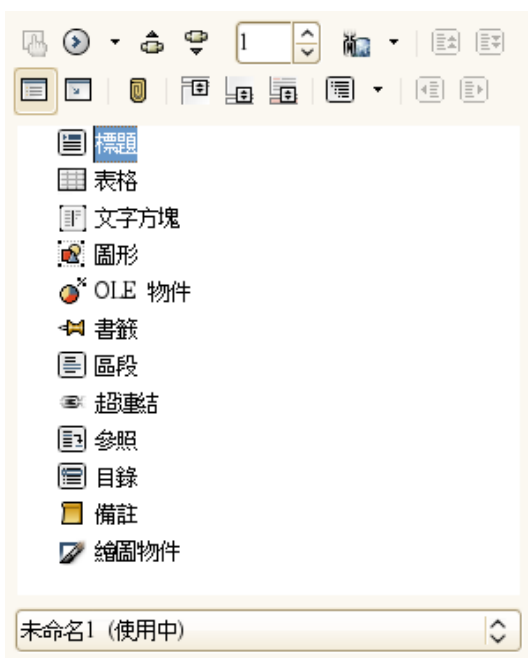 1
標題
表格
文字方塊
圖形
OLE 物件
書籤
區段
超連結
參照
目錄
備註
繪圖物件
未命名1 (使用中)